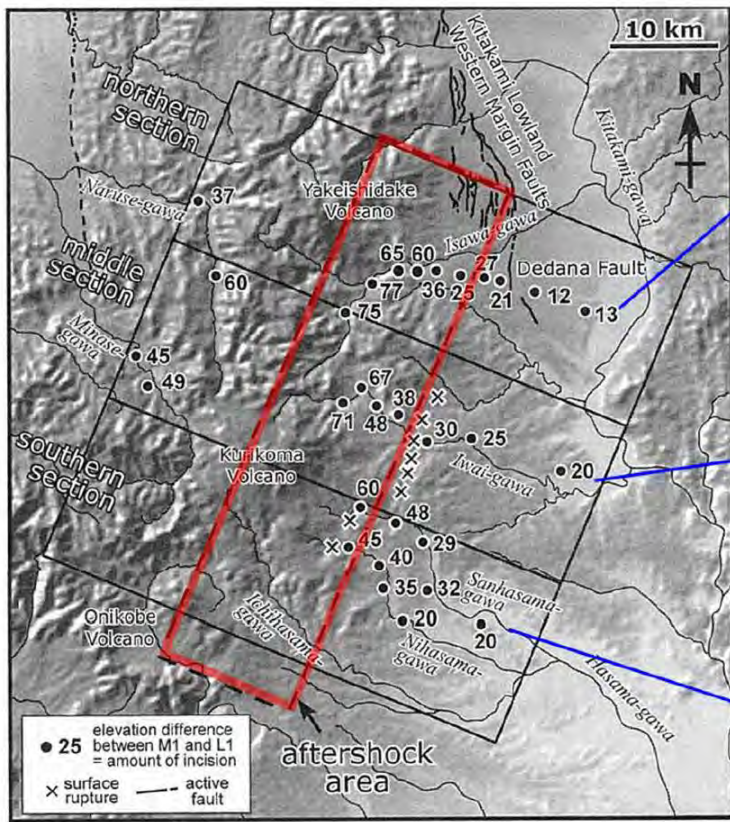 10 km
N
northern
section
middle
section
southern
section
Kitakami Lowland
Western Margin Faults
Kitakami-gawa
Naruse-gawa
37
Yakeishidake
Volcano
Isawa-gawa
65
60
36
25
27
21
77
75
Dedana Fault
12
13
60
Minase-
gawa
45
49
67
71
48
38
30
25
20
Iwai-gawa
Kurikoma
Volcano
60
48
45
40
29
35
32
20
20
Sanhasama-
gawa
Nihasama-
gawa
Ichihasama-
gawa
Hasama-gawa
Onikobe
Volcano
aftershock
area
25
elevation difference
between M1 and L1
= amount of incision
surface
rupture
active
fault